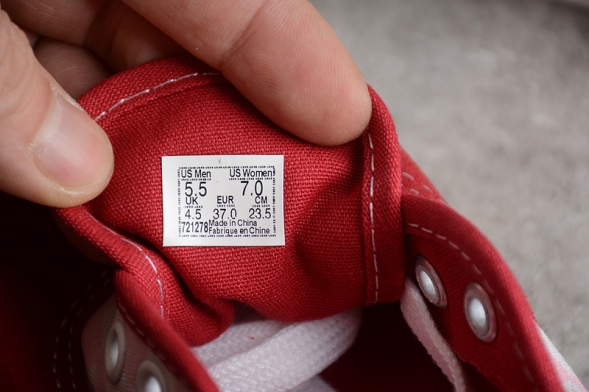 US Men US Women
5.5 7.0
UK EUR CM
4.5 37.0 23.5
721278 Made in China
Fabrique en Chine